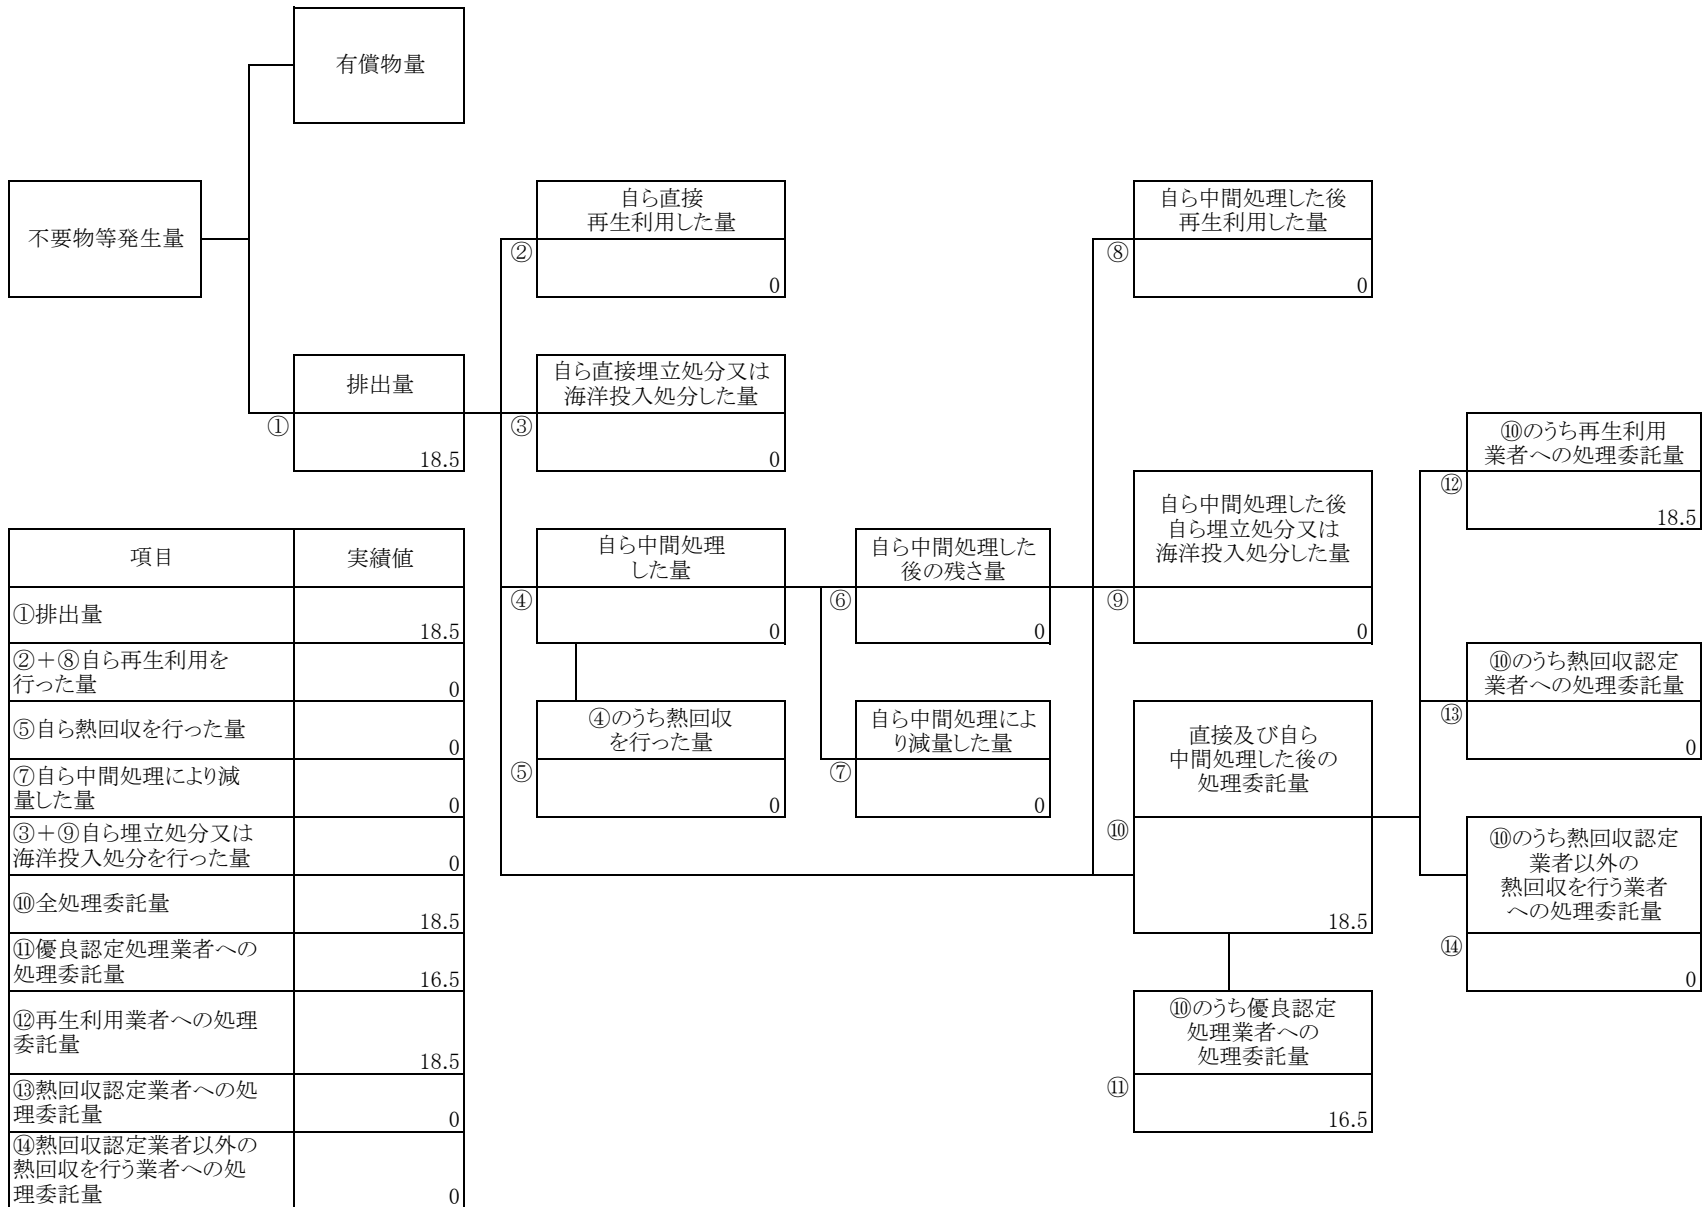 有償物量
不要物等発生量
自ら直接
再生利用した量
②
0
自ら中間処理した後
再生利用した量
⑧
0
排出量
①
18.5
自ら直接埋立処分又は
海洋投入処分した量
③
0
⑩のうち再生利用
業者への処理委託量
⑫
18.5
自ら中間処理
した量
④
0
自ら中間処理した
後の残さ量
⑥
0
自ら中間処理した後
自ら埋立処分又は
海洋投入処分した量
⑨
0
④のうち熱回収
を行った量
⑤
0
自ら中間処理によ
り減量した量
⑦
0
直接及び自ら
中間処理した後の
処理委託量
⑩
18.5
⑩のうち熱回収認定
業者への処理委託量
⑬
0
⑩のうち熱回収認定
業者以外の
熱回収を行う業者
への処理委託量
⑭
0
⑩のうち優良認定
処理業者への
処理委託量
⑪
16.5
項目 実績値
①排出量
18.5
②+⑧自ら再生利用を
行った量 0
⑤自ら熱回収を行った量
0
⑦自ら中間処理により減
量した量 0
③+⑨自ら埋立処分又は
海洋投入処分を行った量 0
⑩全処理委託量
18.5
⑪優良認定処理業者への
処理委託量 16.5
⑫再生利用業者への処理
委託量
18.5
⑬熱回収認定業者への処
理委託量 0
⑭熱回収認定業者以外の
熱回収を行う業者への処
理委託量 0